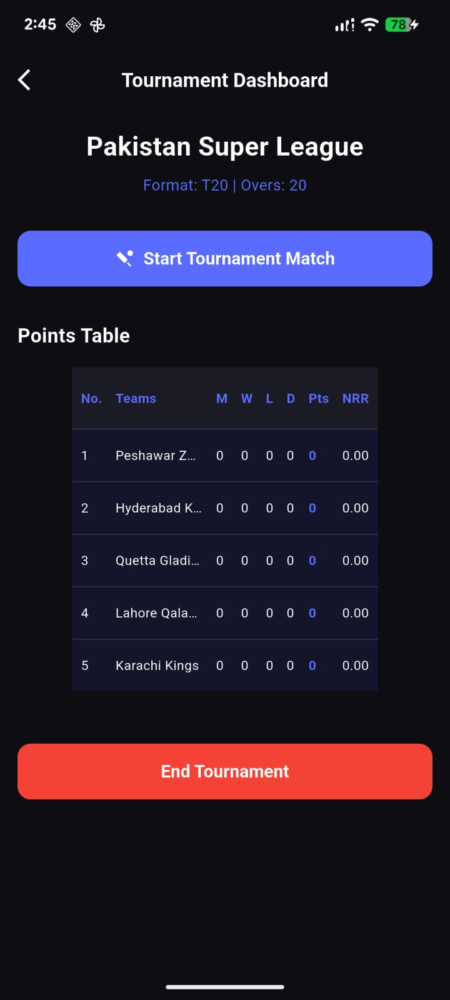 2:45 78
Tournament Dashboard
Pakistan Super League
Format: T20 | Overs: 20
Start Tournament Match
Points Table
No. Teams M W L D Pts NRR
1 Peshawar Z... 0 0 0 0 0 0.00
2 Hyderabad K... 0 0 0 0 0 0.00
3 Quetta Gladi... 0 0 0 0 0 0.00
4 Lahore Qala... 0 0 0 0 0 0.00
5 Karachi Kings 0 0 0 0 0 0.00
End Tournament